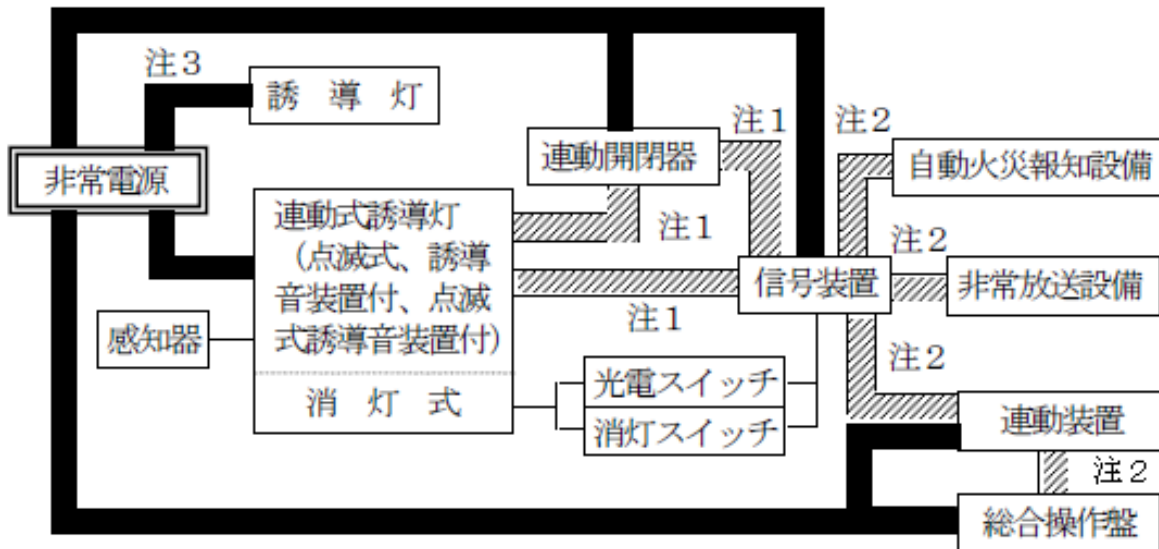 注３
誘 導 灯
非常電源
連動開閉器
注１
注２
自動火災報知設備
連動式誘導灯
（点滅式、誘導
音装置付、点滅
式誘導音装置付）
消 灯 式
注１
注１
信号装置
注２
非常放送設備
感知器
光電スイッチ
消灯スイッチ
注２
連動装置
注２
総合操作盤